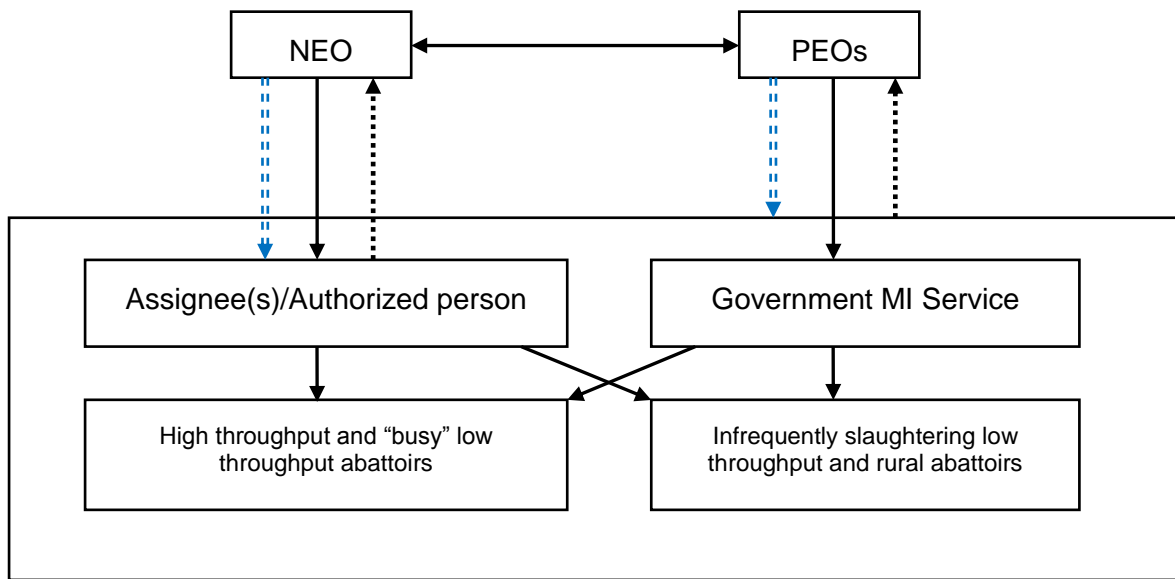 NEO
PEOs
Assignee(s)/Authorized person
Government MI Service
High throughput and “busy” low
throughput abattoirs
Infrequently slaughtering low
throughput and rural abattoirs